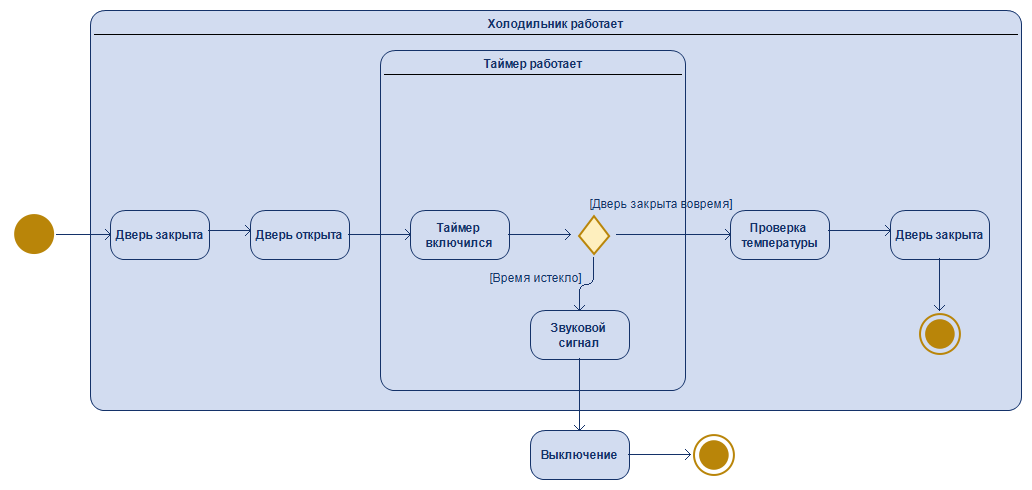 Холодильник работает
Таймер работает
[Дверь закрыта вовремя]
Дверь закрыта
Дверь открыта
Таймер
включился
Проверка
температуры
Дверь закрыта
[Время истекло]
Звуковой
сигнал
Выключение